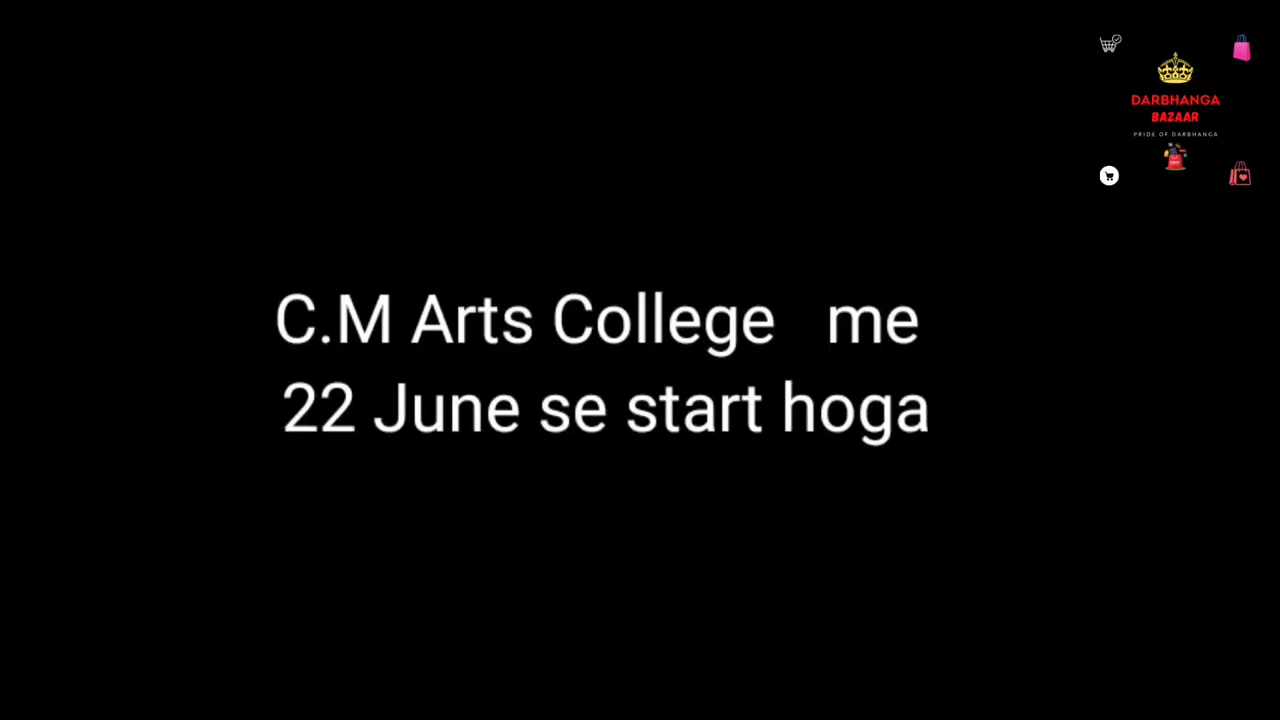 DARBHANGA
BAZAAR
PRIDE OF DARBHANGA
C.M Arts College me
22 June se start hoga